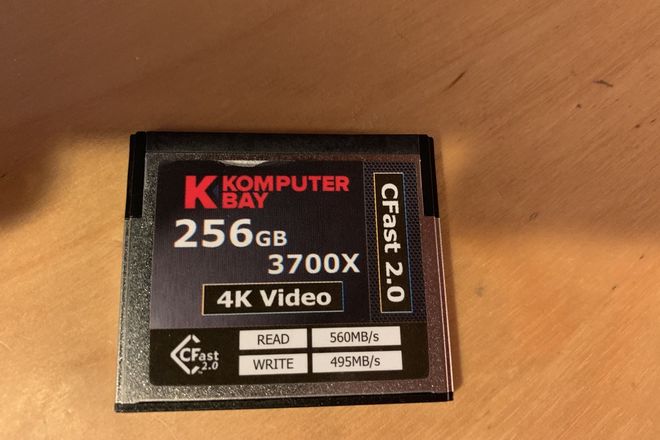 K KOMPUTER
BAY
256GB
3700X
4K Video
CFast 2.0
CFast
2.0
READ 560MB/s
WRITE 495MB/s